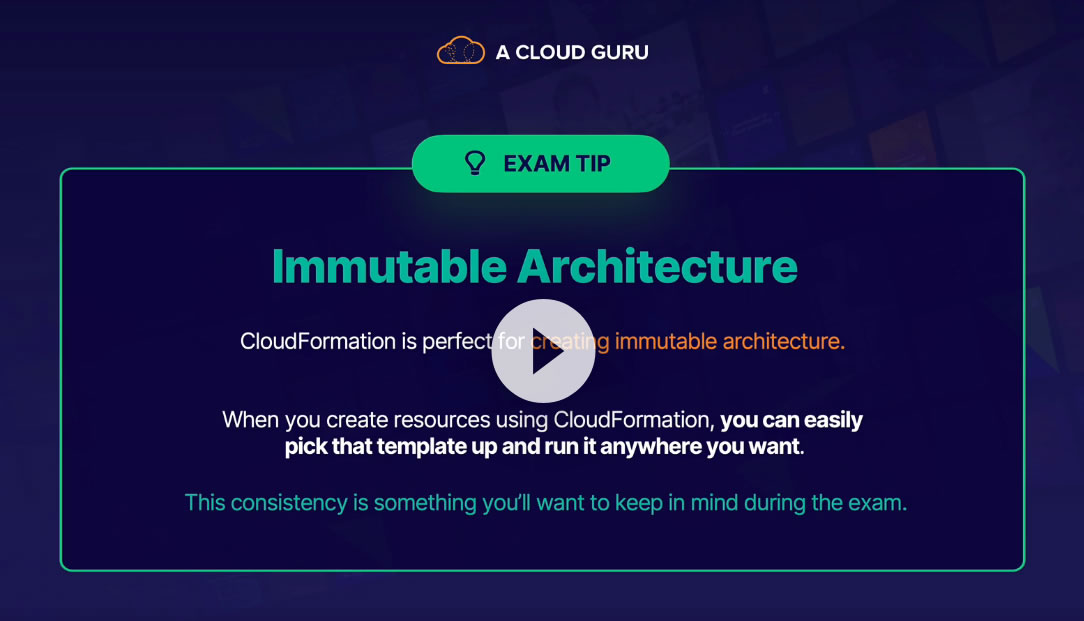 A CLOUD GURU
EXAM TIP
Immutable Architecture
CloudFormation is perfect for creating immutable architecture.
When you create resources using CloudFormation, you can easily
pick that template up and run it anywhere you want.
This consistency is something you’ll want to keep in mind during the exam.